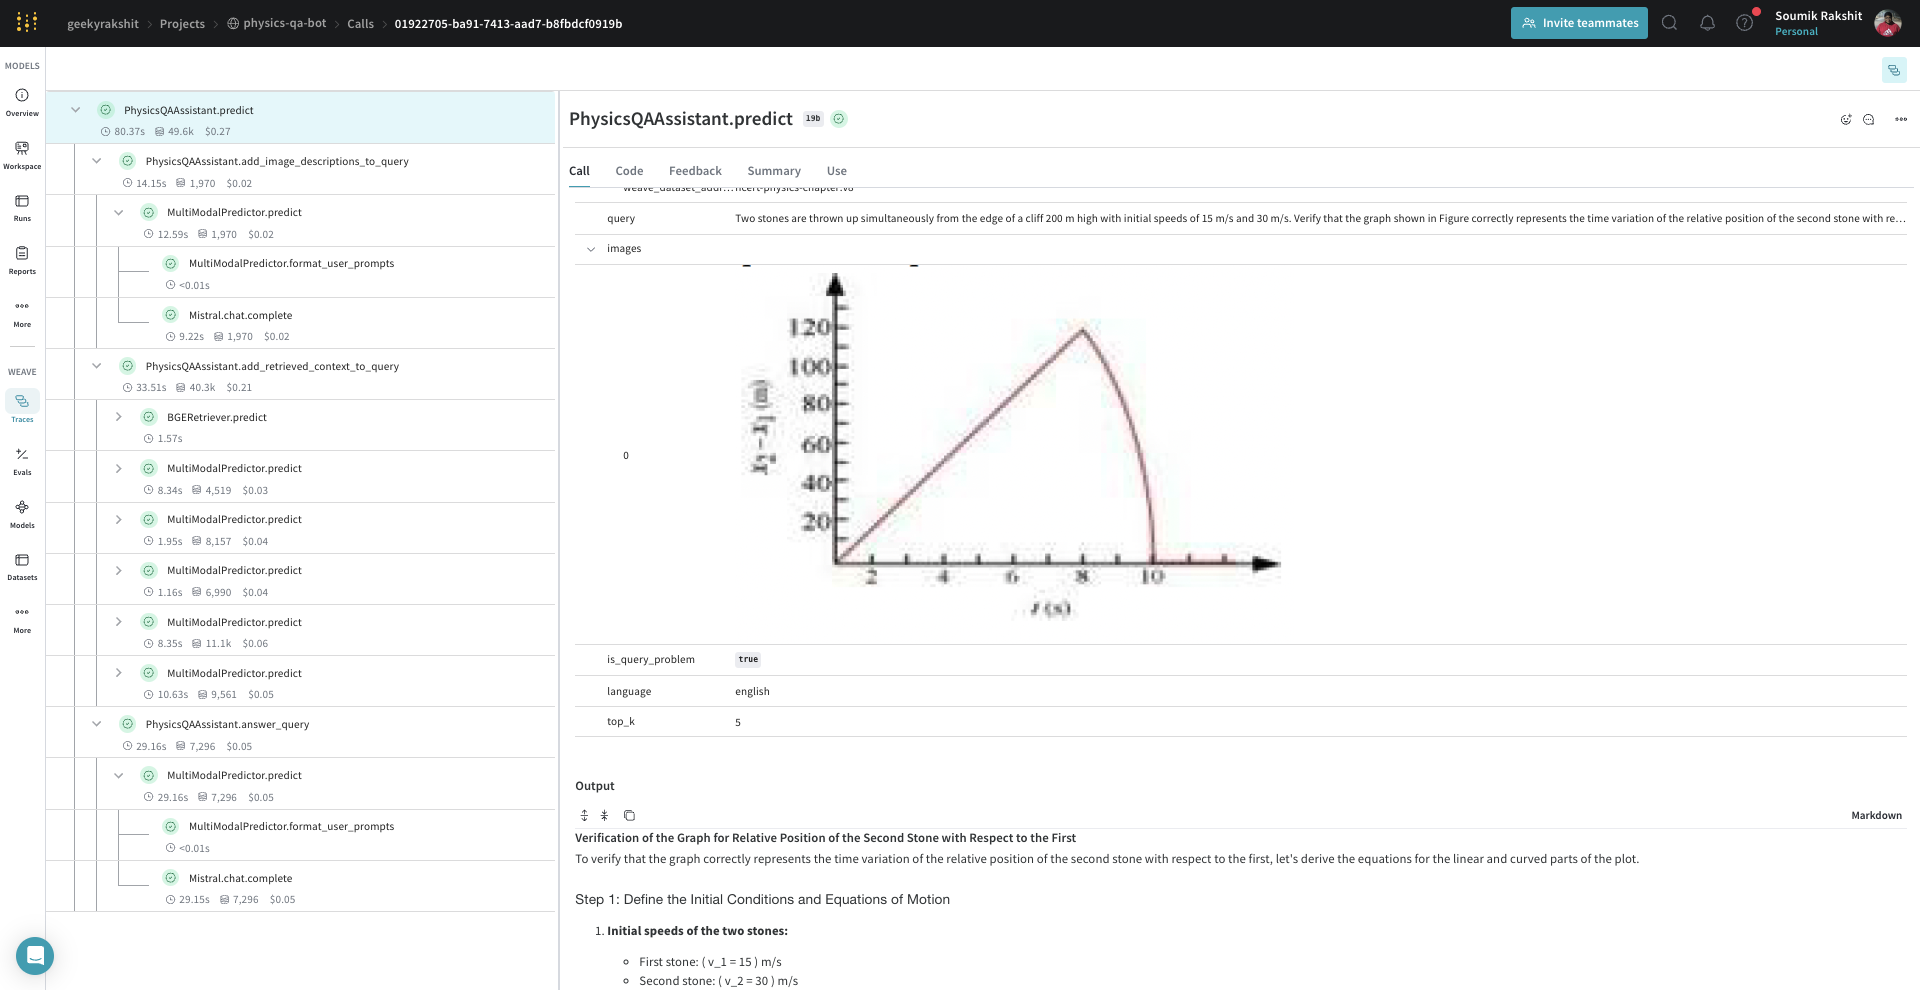 geekyrakshit
Projects
physics-qa-bot
Calls
01922705-ba91-7413-aad7-b8fbdcf0919b
Invite teammates
Soumik Rakshit
Personal
MODELS
Overview
Workspace
Runs
Reports
More
WEAVE
Traces
Evals
Models
Datasets
More
PhysicsQAAssistant.predict
80.37s 49.6k $0.27
PhysicsQAAssistant.add_image_descriptions_to_query
14.15s 1,970 $0.02
MultiModalPredictor.predict
12.59s 1,970 $0.02
MultiModalPredictor.format_user_prompts
<0.01s
Mistral.chat.complete
9.22s 1,970 $0.02
PhysicsQAAssistant.add_retrieved_context_to_query
33.51s 40.3k $0.21
BGERetriever.predict
1.57s
MultiModalPredictor.predict
8.34s 4,519 $0.03
MultiModalPredictor.predict
1.95s 8,157 $0.04
MultiModalPredictor.predict
1.16s 6,990 $0.04
MultiModalPredictor.predict
8.35s 11.1k $0.06
MultiModalPredictor.predict
10.63s 9,561 $0.05
PhysicsQAAssistant.answer_query
29.16s 7,296 $0.05
MultiModalPredictor.predict
29.16s 7,296 $0.05
MultiModalPredictor.format_user_prompts
<0.01s
Mistral.chat.complete
29.15s 7,296 $0.05
PhysicsQAAssistant.predict 19b
Call Code Feedback Summary Use
weave_dataset_addr... ncert-physics-chapter:v8
query Two stones are thrown up simultaneously from the edge of a cliff 200 m high with initial speeds of 15 m/s and 30 m/s. Verify that the graph shown in Figure correctly represents the time variation of the relative position of the second stone with re...
images
0
120
100
80
60
40
20
x2 – x1 (m)
2 4 6 8 10
t (s)
is_query_problem true
language english
top_k 5
Output
Markdown
Verification of the Graph for Relative Position of the Second Stone with Respect to the First
To verify that the graph correctly represents the time variation of the relative position of the second stone with respect to the first, let's derive the equations for the linear and curved parts of the plot.
Step 1: Define the Initial Conditions and Equations of Motion
1. Initial speeds of the two stones:
First stone: ( v_1 = 15 ) m/s
Second stone: ( v_2 = 30 ) m/s